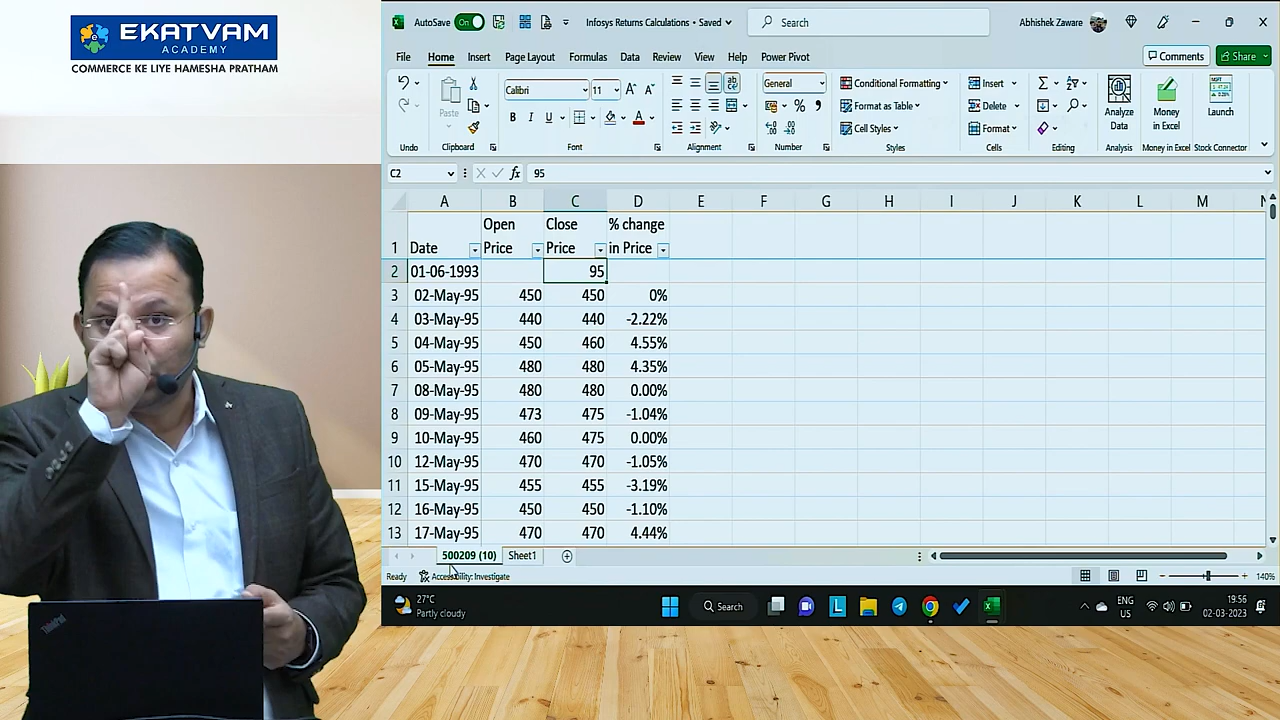 EKATVAM
ACADEMY
COMMERCE KE LIYE HAMESHA PRATHAM
AutoSave On Infosys Returns Calculations • Saved Search Abhishek Zaware
File Home Insert Page Layout Formulas Data Review View Help Power Pivot Comments Share
Paste Calibri 11 General Conditional Formatting Insert
B I U Format as Table Delete Analyze Data Money in Excel Launch
Cell Styles Format
Undo Clipboard Font Alignment Number Styles Cells Editing Analysis Money in Excel Stock Connector
C2 fx 95
A B C D E F G H I J K L M
1 Date Open Price Close Price % change in Price
2 01-06-1993 95
3 02-May-95 450 450 0%
4 03-May-95 440 440 -2.22%
5 04-May-95 450 460 4.55%
6 05-May-95 480 480 4.35%
7 08-May-95 480 480 0.00%
8 09-May-95 473 475 -1.04%
9 10-May-95 460 475 0.00%
10 12-May-95 470 470 -1.05%
11 15-May-95 455 455 -3.19%
12 16-May-95 450 450 -1.10%
13 17-May-95 470 470 4.44%
500209 (10) Sheet1
Ready Accessibility: Investigate 140%
27°C Partly cloudy Search ENG US 19:56 02-03-2023
ThinkPad